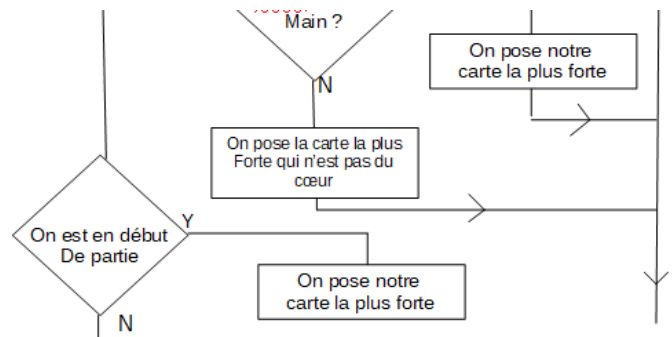 Main ?
N
On pose notre
carte la plus forte
On pose la carte la plus
Forte qui n'est pas du
cœur
On est en début
De partie
Y
On pose notre
carte la plus forte
N